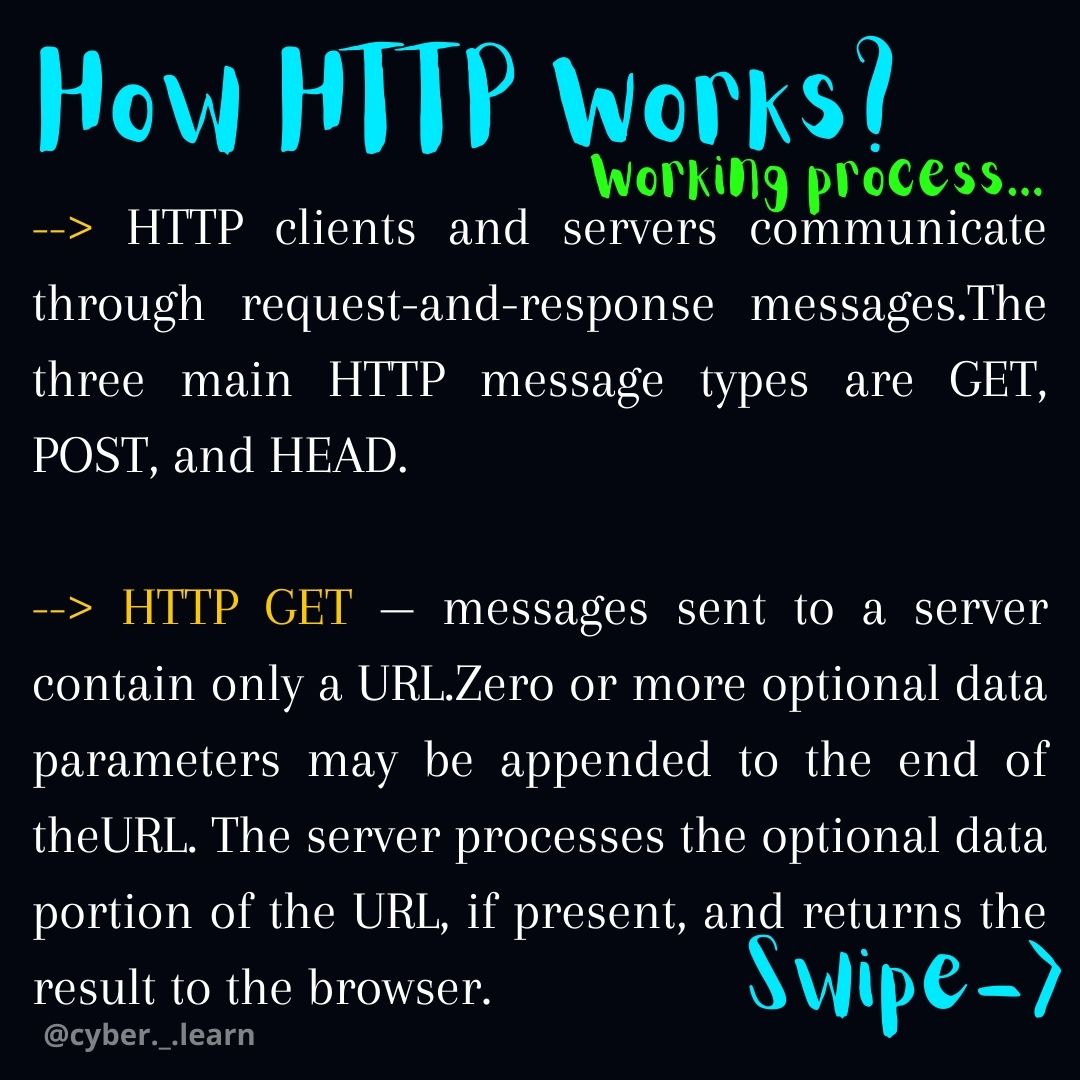 How HTTP Works?
Working process...
--> HTTP clients and servers communicate
through request-and-response messages.The
three main HTTP message types are GET,
POST, and HEAD.
--> HTTP GET — messages sent to a server
contain only a URL.Zero or more optional data
parameters may be appended to the end of
theURL. The server processes the optional data
portion of the URL, if present, and returns the
result to the browser.
Swipe->
@cyber._.learn